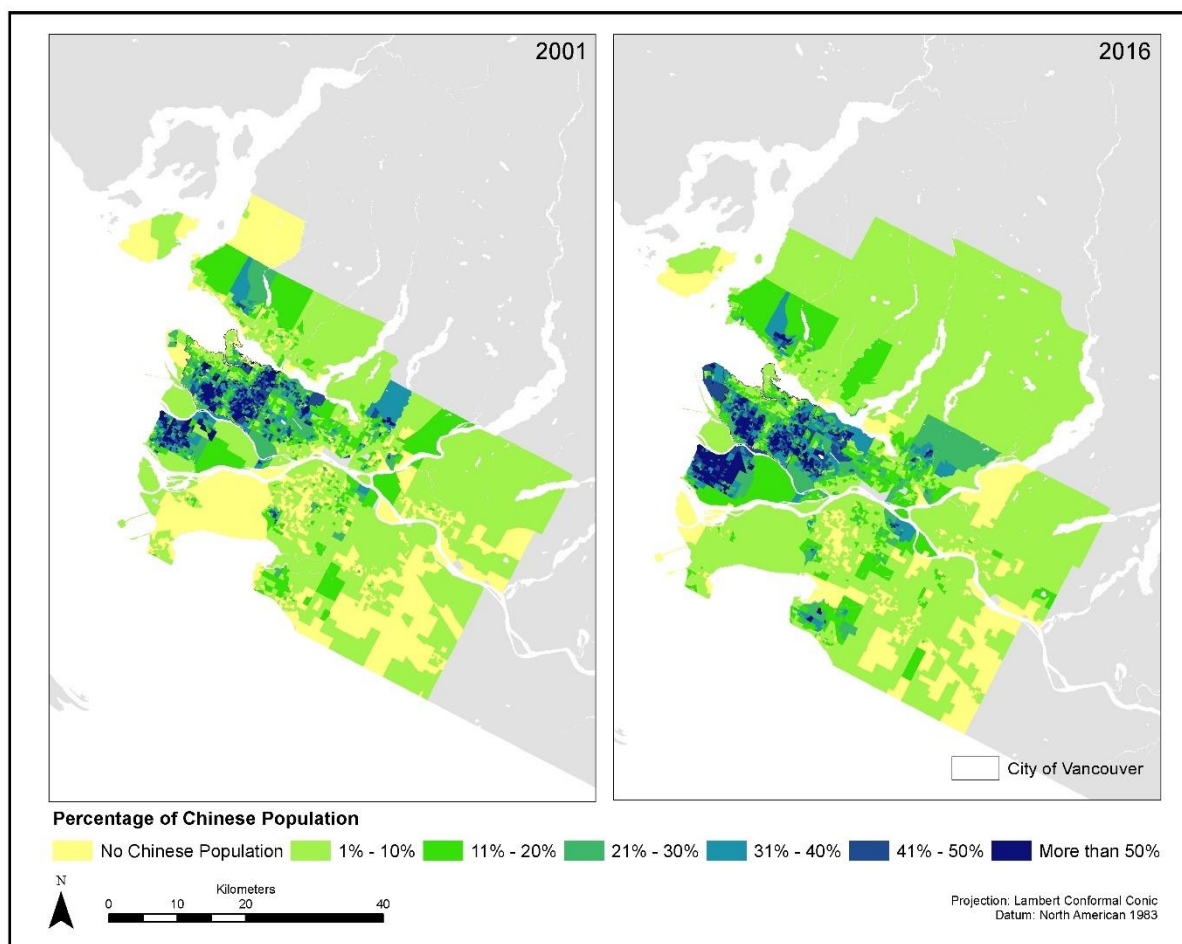 2001
2016
City of Vancouver
Percentage of Chinese Population
No Chinese Population 1% - 10% 11% - 20% 21% - 30% 31% - 40% 41% - 50% More than 50%
N
Kilometers
0 10 20 40
Projection: Lambert Conformal Conic
Datum: North American 1983